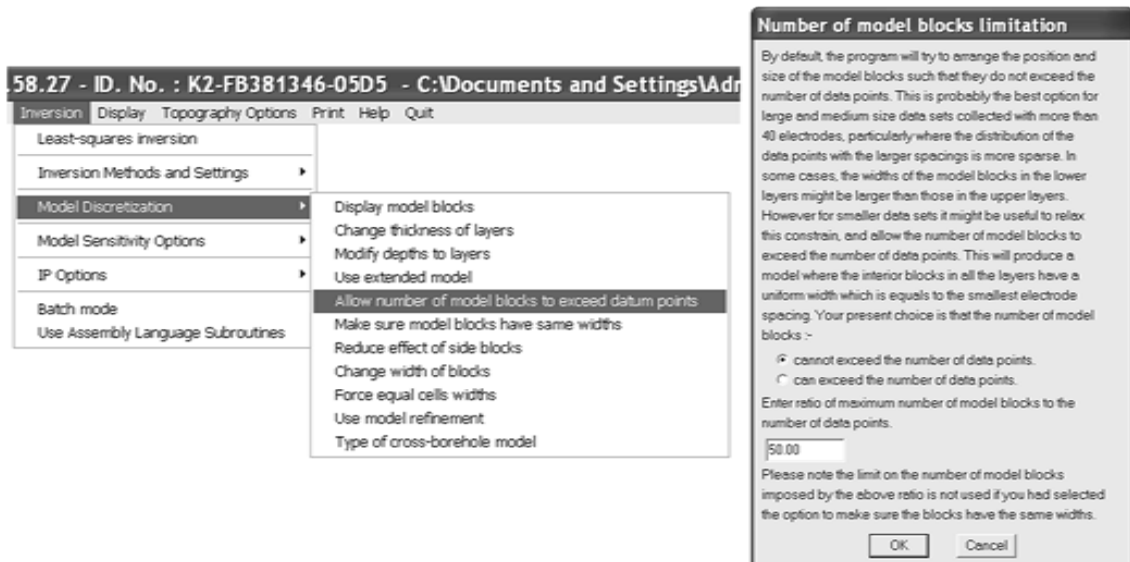 .58.27 - ID. No. : K2-FB381346-05D5 - C:\Documents and Settings\Adr
Inversion Display Topography Options Print Help Quit
Least-squares inversion
Inversion Methods and Settings
Model Discretization
Model Sensitivity Options
IP Options
Batch mode
Use Assembly Language Subroutines
Display model blocks
Change thickness of layers
Modify depths to layers
Use extended model
Allow number of model blocks to exceed datum points
Make sure model blocks have same widths
Reduce effect of side blocks
Change width of blocks
Force equal cells widths
Use model refinement
Type of cross-borehole model
Number of model blocks limitation
By default, the program will try to arrange the position and
size of the model blocks such that they do not exceed the
number of data points. This is probably the best option for
large and medium size data sets collected with more than
40 electrodes, particularly where the distribution of the
data points with the larger spacings is more sparse. In
some cases, the widths of the model blocks in the lower
layers might be larger than those in the upper layers.
However for smaller data sets it might be useful to relax
this constrain, and allow the number of model blocks to
exceed the number of data points. This will produce a
model where the interior blocks in all the layers have a
uniform width which is equals to the smallest electrode
spacing. Your present choice is that the number of model
blocks :-
cannot exceed the number of data points.
can exceed the number of data points.
Enter ratio of maximum number of model blocks to the
number of data points.
50.00
Please note the limit on the number of model blocks
imposed by the above ratio is not used if you had selected
the option to make sure the blocks have the same widths.
OK Cancel